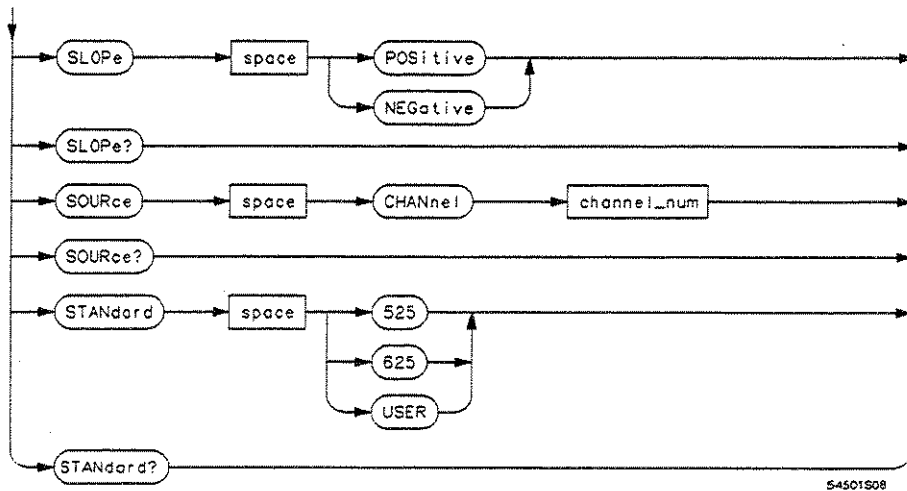 SLOPe space POSitive
NEGative
SLOPe?
SOURce space CHANnel channel_num
SOURce?
STANdard space 525
625
USER
STANdard?
54501S08